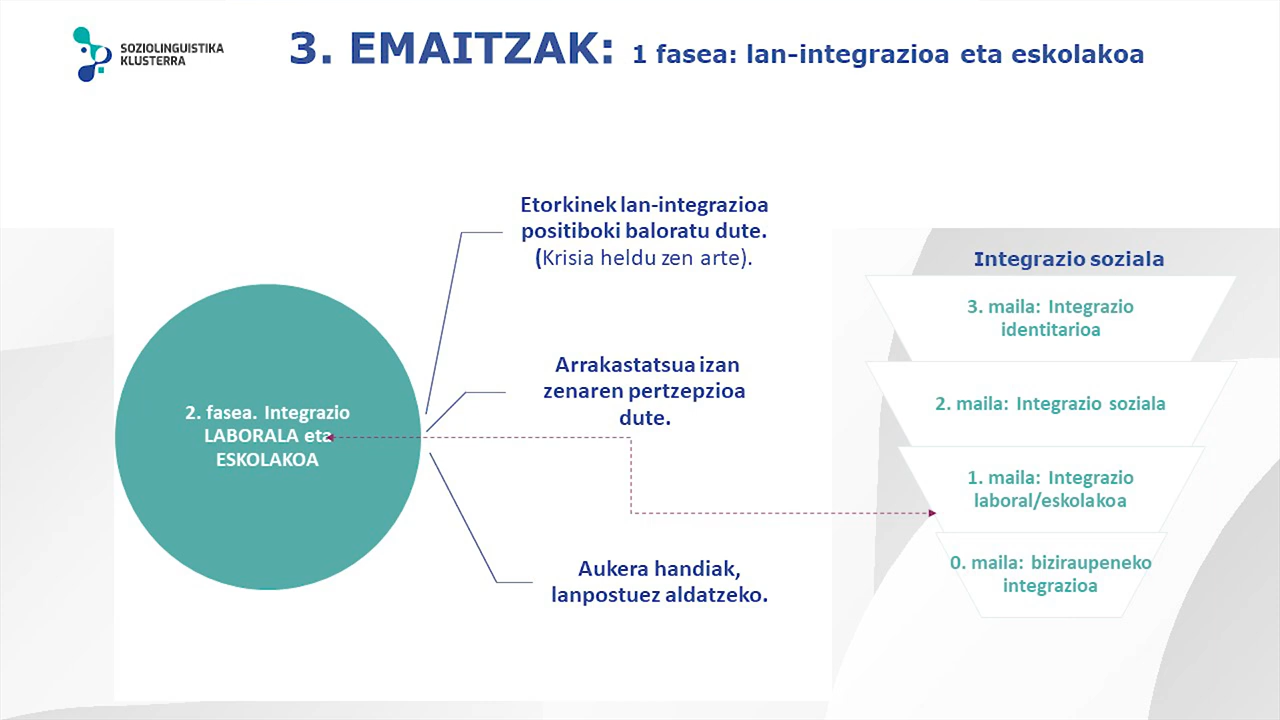 SOZIOLINGUISTIKA
KLUSTERRA
3. EMAITZAK: 1 fasea: lan-integrazioa eta eskolakoa
Etorkinek lan-integrazioa
positiboki baloratu dute.
(Krisia heldu zen arte).
Arrakastatsua izan
zenaren pertzepzioa
dute.
Aukera handiak,
lanpostuez aldatzeko.
2. fasea. Integrazio
LABORALA eta
ESKOLAKOA
Integrazio soziala
3. maila: Integrazio
identitarioa
2. maila: Integrazio soziala
1. maila: Integrazio
laboral/eskolakoa
0. maila: biziraupeneko
integrazioa